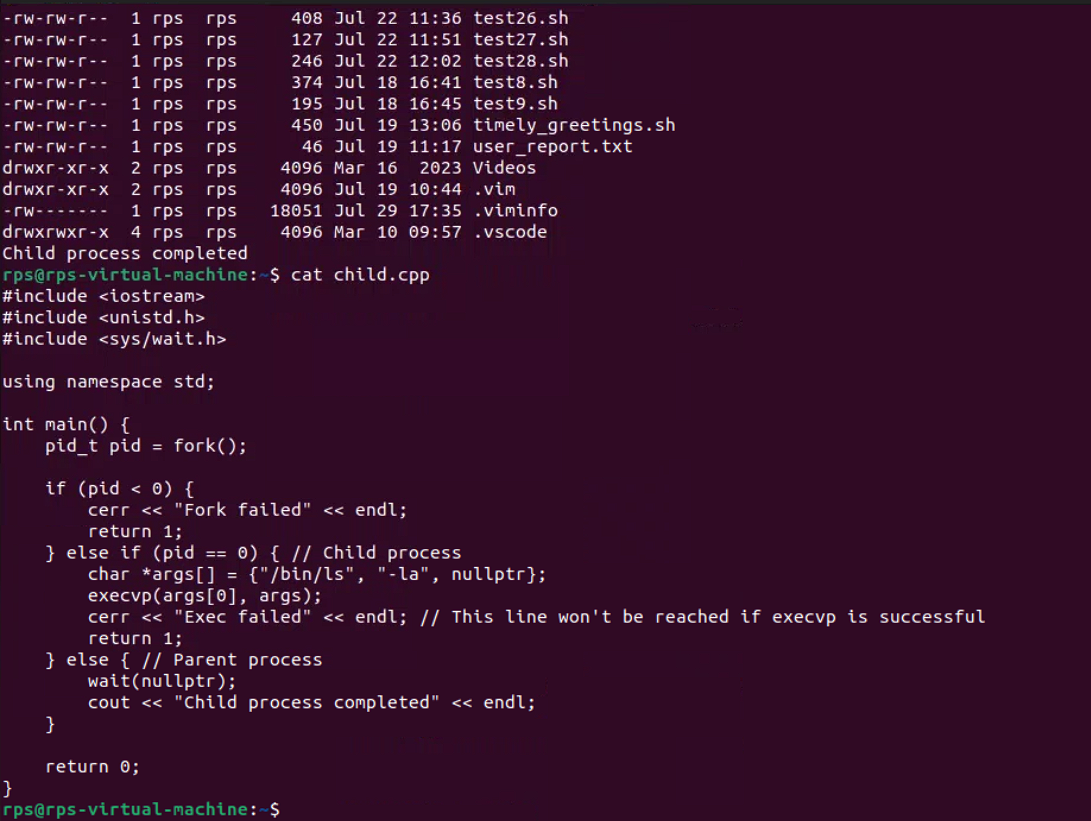 -rw-rw-r--  1 rps  rps     408 Jul 22 11:36 test26.sh
-rw-rw-r--  1 rps  rps     127 Jul 22 11:51 test27.sh
-rw-rw-r--  1 rps  rps     246 Jul 22 12:02 test28.sh
-rw-rw-r--  1 rps  rps     374 Jul 18 16:41 test8.sh
-rw-rw-r--  1 rps  rps     195 Jul 18 16:45 test9.sh
-rw-rw-r--  1 rps  rps     450 Jul 19 13:06 timely_greetings.sh
-rw-rw-r--  1 rps  rps      46 Jul 19 11:17 user_report.txt
drwxr-xr-x  2 rps  rps    4096 Mar 16  2023 Videos
drwxr-xr-x  2 rps  rps    4096 Jul 19 10:44 .vim
-rw-------  1 rps  rps   18051 Jul 29 17:35 .viminfo
drwxrwxr-x  4 rps  rps    4096 Mar 10 09:57 .vscode
Child process completed
rps@rps-virtual-machine:~$ cat child.cpp
#include <iostream>
#include <unistd.h>
#include <sys/wait.h>

using namespace std;

int main() {
    pid_t pid = fork();

    if (pid < 0) {
        cerr << "Fork failed" << endl;
        return 1;
    } else if (pid == 0) { // Child process
        char *args[] = {"/bin/ls", "-la", nullptr};
        execvp(args[0], args);
        cerr << "Exec failed" << endl; // This line won't be reached if execvp is successful
        return 1;
    } else { // Parent process
        wait(nullptr);
        cout << "Child process completed" << endl;
    }

    return 0;
}
rps@rps-virtual-machine:~$